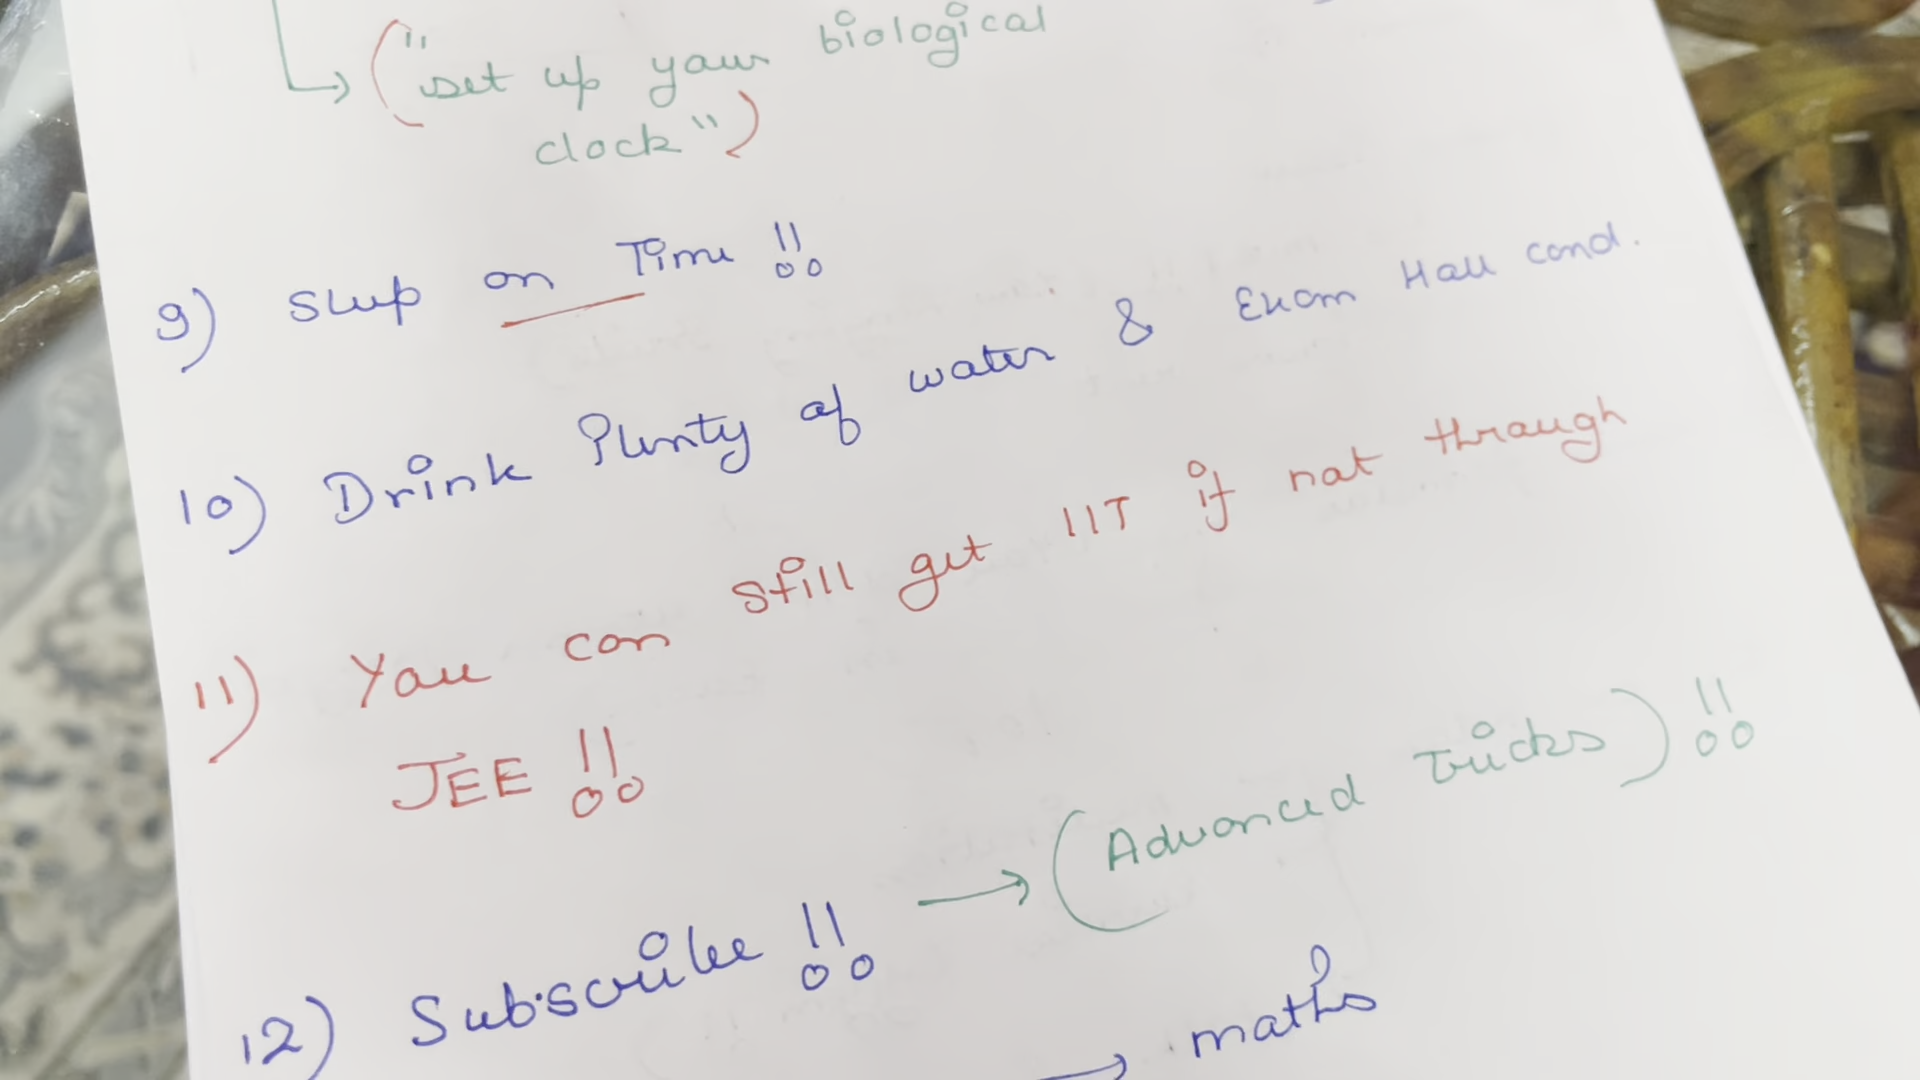 ("set up your biological
clock")
9) Sleep on Time !!
10) Drink Plenty of water & Exam Hall cond.
11) You can still get IIT if not through
JEE !!
12) Subscribe !! → (Advanced Tricks) !!
→ maths